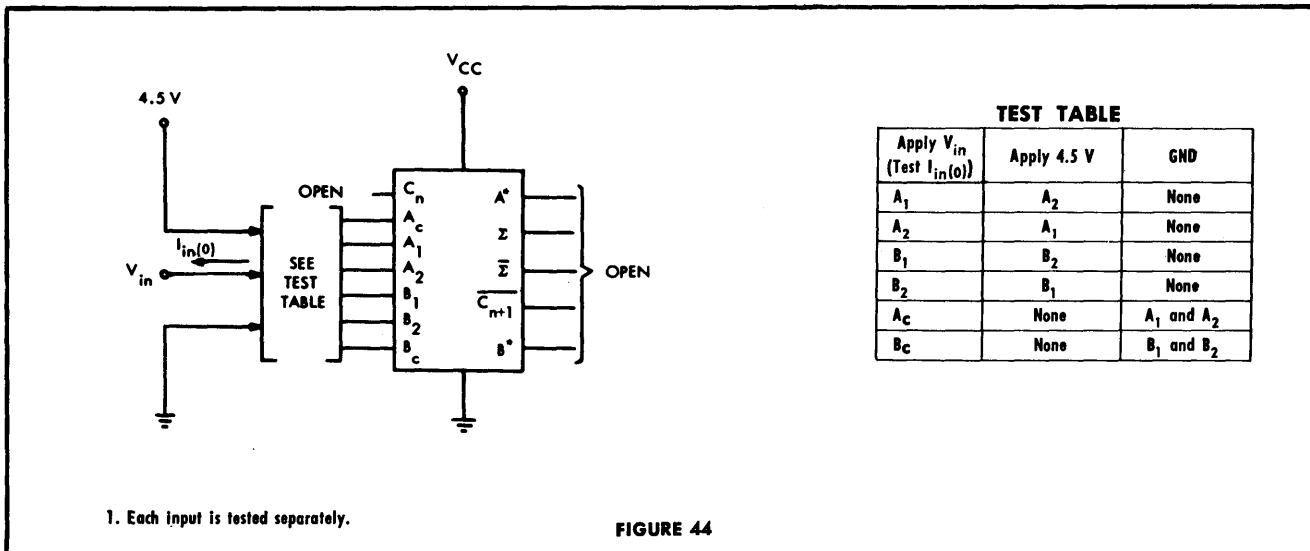 4.5 V
V_CC
OPEN
C_n
A_c
A_1
A_2
B_1
B_2
B_c
A*
Σ
Σ̅
C̅_n̅+̅1̅
B*
OPEN
I_in(0)
V_in
SEE
TEST
TABLE
TEST TABLE
Apply V_in
(Test I_in(0))
Apply 4.5 V
GND
A_1 A_2 None
A_2 A_1 None
B_1 B_2 None
B_2 B_1 None
A_c None A_1 and A_2
B_C None B_1 and B_2
1. Each input is tested separately.
FIGURE 44